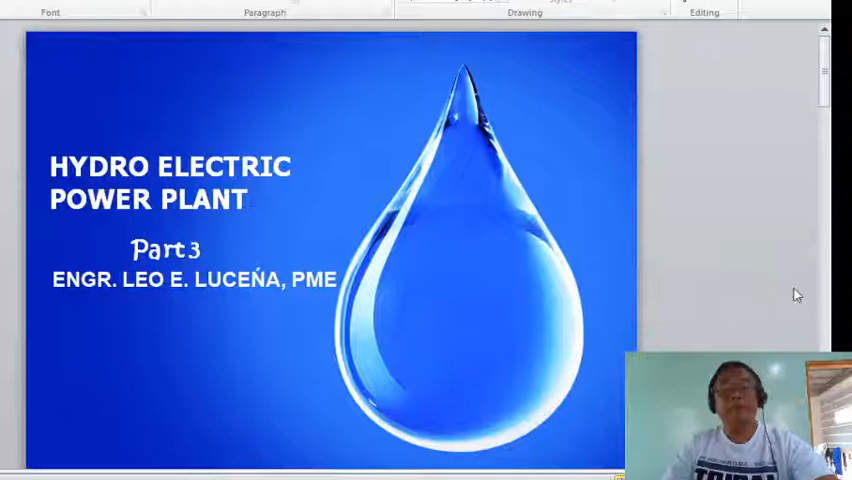 Font
Paragraph
Drawing
Editing
HYDRO ELECTRIC
POWER PLANT
Part 3
ENGR. LEO E. LUCEŃA, PME